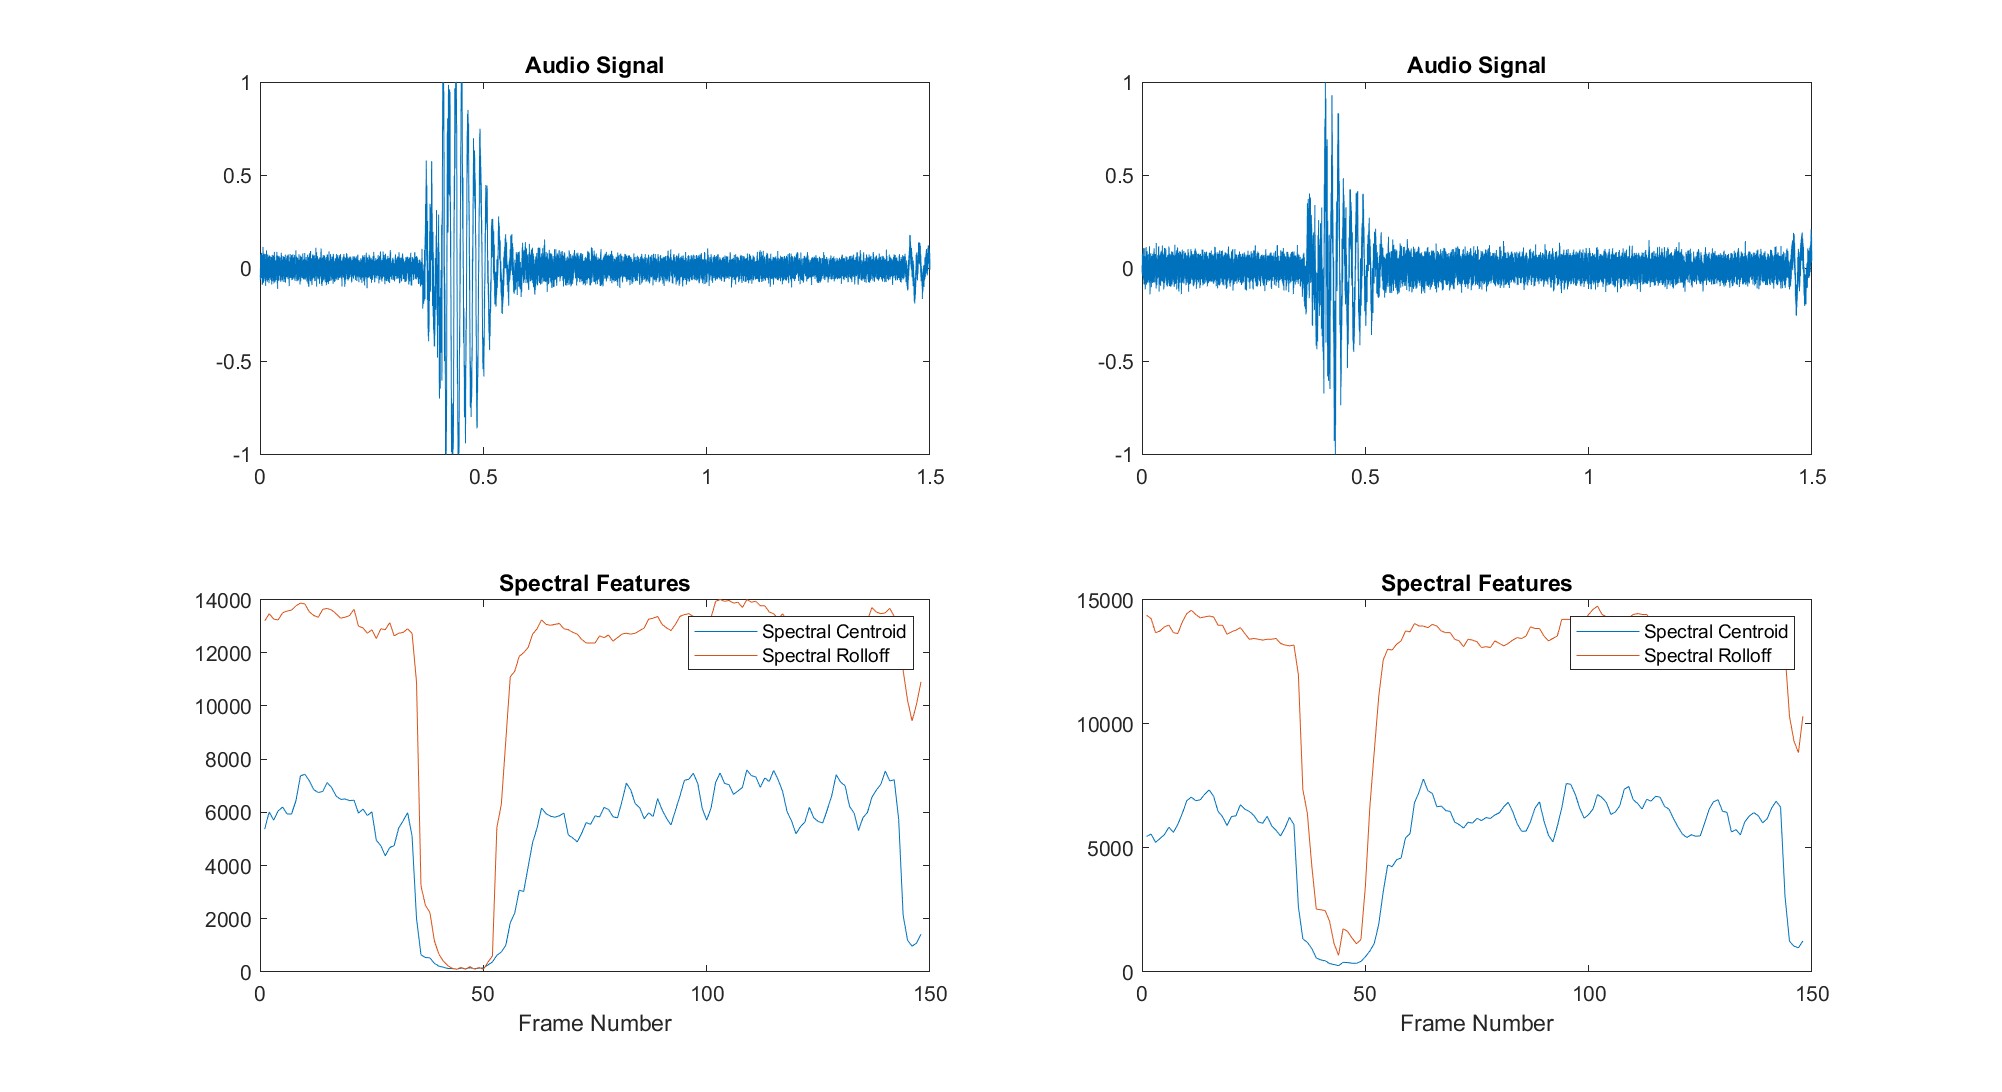 Audio Signal
1
0.5
0
-0.5
-1
0 0.5 1 1.5
Audio Signal
1
0.5
0
-0.5
-1
0 0.5 1 1.5
Spectral Features
14000
12000
10000
8000
6000
4000
2000
0
Spectral Centroid
Spectral Rolloff
0 50 100 150
Frame Number
Spectral Features
15000
10000
5000
0
Spectral Centroid
Spectral Rolloff
0 50 100 150
Frame Number